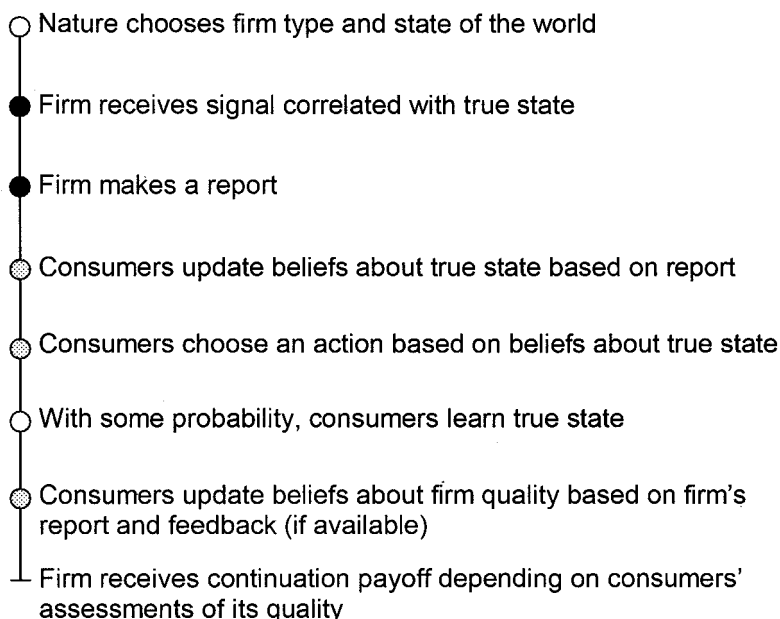 Nature chooses firm type and state of the world
Firm receives signal correlated with true state
Firm makes a report
Consumers update beliefs about true state based on report
Consumers choose an action based on beliefs about true state
With some probability, consumers learn true state
Consumers update beliefs about firm quality based on firm's
report and feedback (if available)
Firm receives continuation payoff depending on consumers'
assessments of its quality